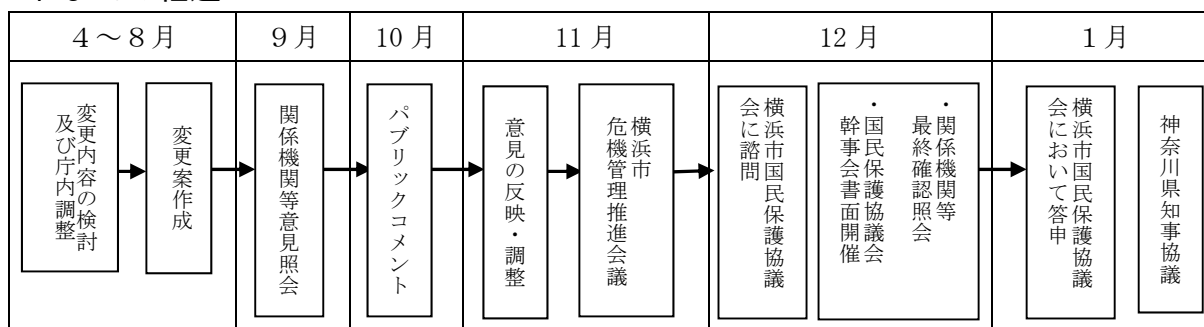 ４～８月
９月
10月
11月
12月
１月
変更内容の検討
及び庁内調整
変更案作成
関係機関等意見照会
パブリックコメント
意見の反映・調整
横浜市
危機管理推進会議
横浜市国民保護協議
会に諮問
・関係機関等
最終確認照会
・国民保護協議会
幹事会書面開催
横浜市国民保護協議
会において答申
神奈川県知事協議